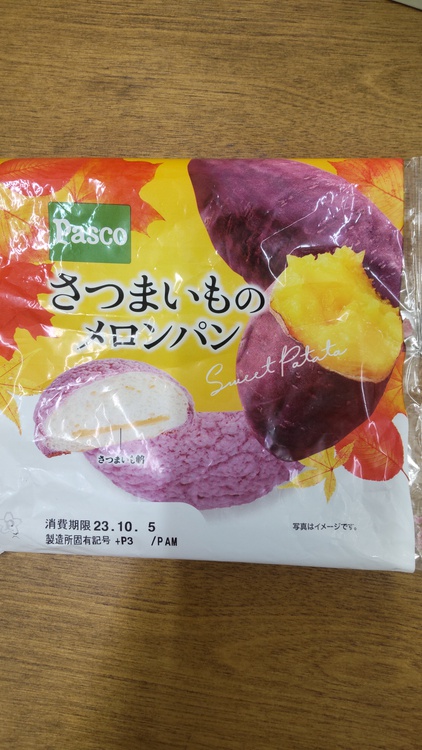 Pasco
さつまいもの
メロンパン
Sweet Potato
さつまいも餡
消費期限 23.10. 5
製造所固有記号 +P3 /PAM
写真はイメージです。